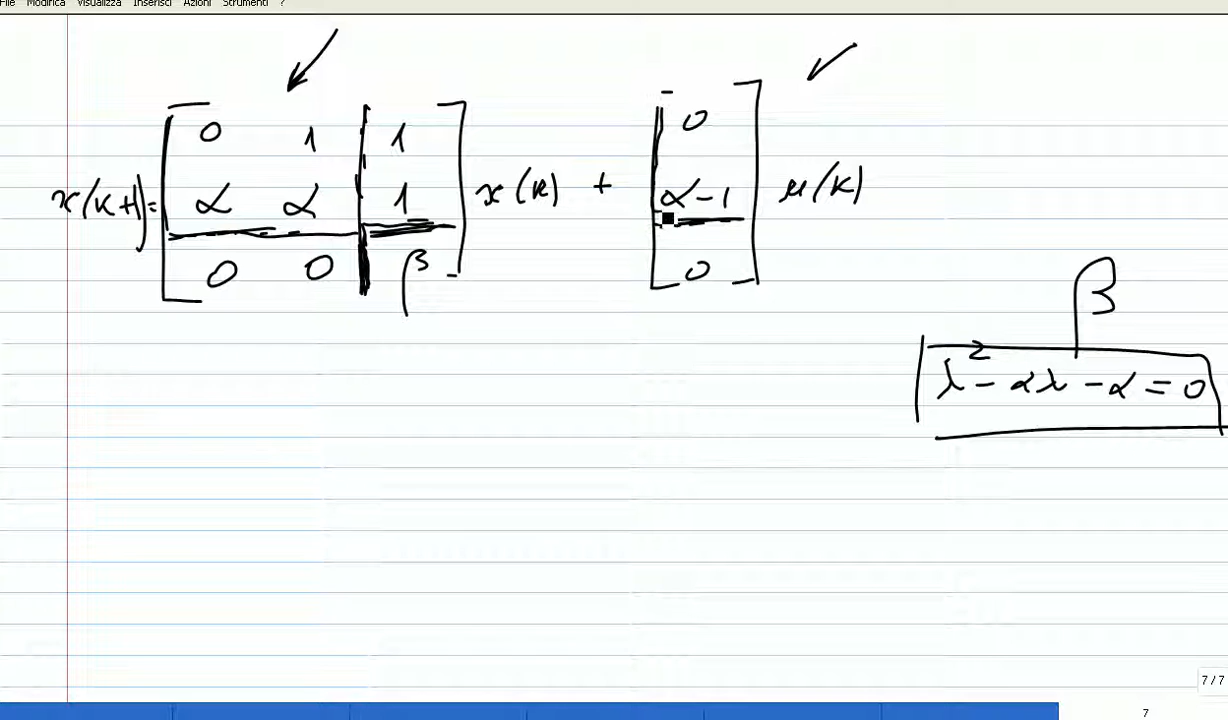 File Modifica Visualizza Inserisci Azioni Strumenti ?
0 1 1 0
x(k+1)= α α 1 x(k) + α-1 u(k)
0 0 β 0
β
λ² - αλ - α = 0
7 / 7
7